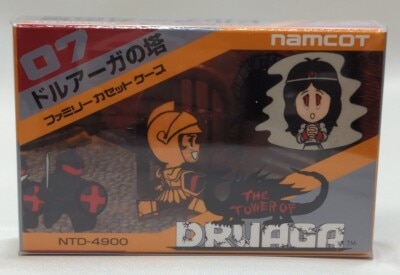 07
namcot
ドルアーガの塔
ファミリーカセットケース
THE
TOWER OF
DRUAGA
TM
NTD-4900